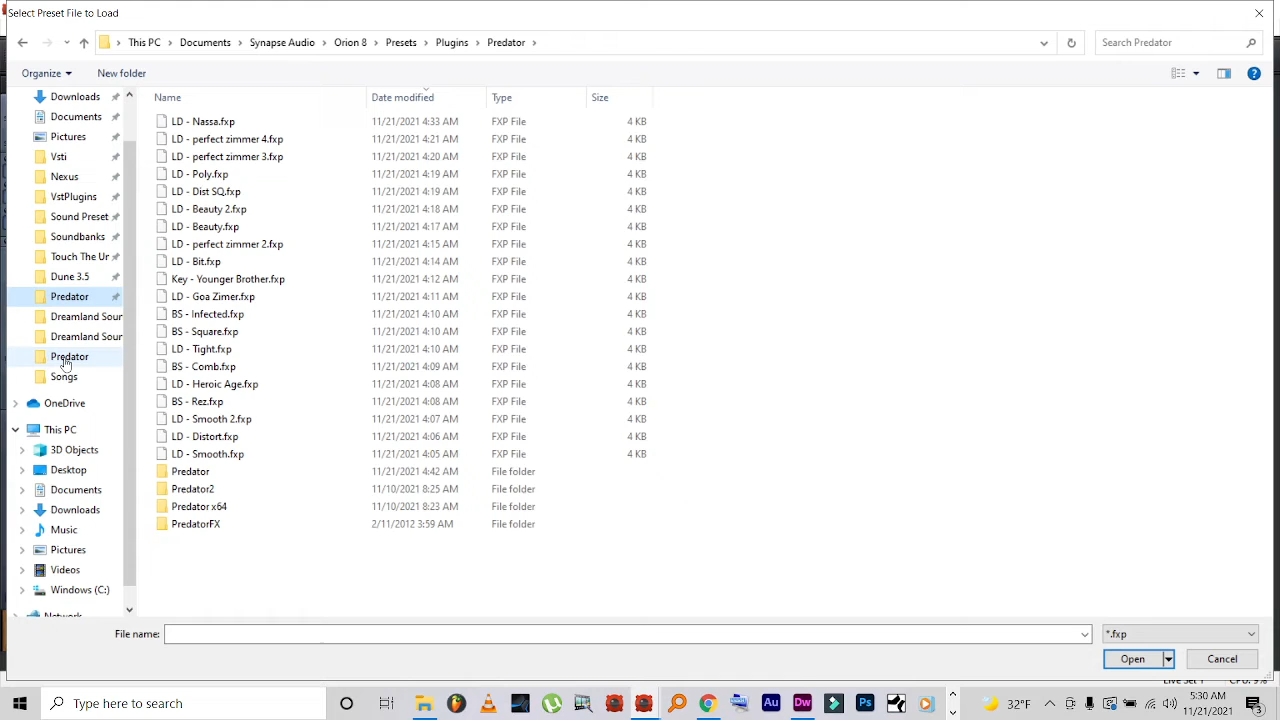 Select Preset File to Load
This PC > Documents > Synapse Audio > Orion 8 > Presets > Plugins > Predator >
Search Predator
Organize
New folder
Name Date modified Type Size
Downloads
Documents
Pictures
Vsti
Nexus
VstPlugins
Sound Preset
Soundbanks
Touch The Ur
Dune 3.5
Predator
Dreamland Soun
Dreamland Soun
Predator
Songs
OneDrive
This PC
3D Objects
Desktop
Documents
Downloads
Music
Pictures
Videos
Windows (C:)
Network
LD - Nassa.fxp 11/21/2021 4:33 AM FXP File 4 KB
LD - perfect zimmer 4.fxp 11/21/2021 4:21 AM FXP File 4 KB
LD - perfect zimmer 3.fxp 11/21/2021 4:20 AM FXP File 4 KB
LD - Poly.fxp 11/21/2021 4:19 AM FXP File 4 KB
LD - Dist SQ.fxp 11/21/2021 4:19 AM FXP File 4 KB
LD - Beauty 2.fxp 11/21/2021 4:18 AM FXP File 4 KB
LD - Beauty.fxp 11/21/2021 4:17 AM FXP File 4 KB
LD - perfect zimmer 2.fxp 11/21/2021 4:15 AM FXP File 4 KB
LD - Bit.fxp 11/21/2021 4:14 AM FXP File 4 KB
Key - Younger Brother.fxp 11/21/2021 4:12 AM FXP File 4 KB
LD - Goa Zimer.fxp 11/21/2021 4:11 AM FXP File 4 KB
BS - Infected.fxp 11/21/2021 4:10 AM FXP File 4 KB
BS - Square.fxp 11/21/2021 4:10 AM FXP File 4 KB
LD - Tight.fxp 11/21/2021 4:10 AM FXP File 4 KB
BS - Comb.fxp 11/21/2021 4:09 AM FXP File 4 KB
LD - Heroic Age.fxp 11/21/2021 4:08 AM FXP File 4 KB
BS - Rez.fxp 11/21/2021 4:08 AM FXP File 4 KB
LD - Smooth 2.fxp 11/21/2021 4:07 AM FXP File 4 KB
LD - Distort.fxp 11/21/2021 4:06 AM FXP File 4 KB
LD - Smooth.fxp 11/21/2021 4:05 AM FXP File 4 KB
Predator 11/21/2021 4:42 AM File folder
Predator2 11/10/2021 8:25 AM File folder
Predator x64 11/10/2021 8:23 AM File folder
PredatorFX 2/11/2012 3:59 AM File folder
File name:
*.fxp
Open
Cancel
Type here to search
Au
Dw
Ps
32°F
5:30 AM
11/21/2021
3